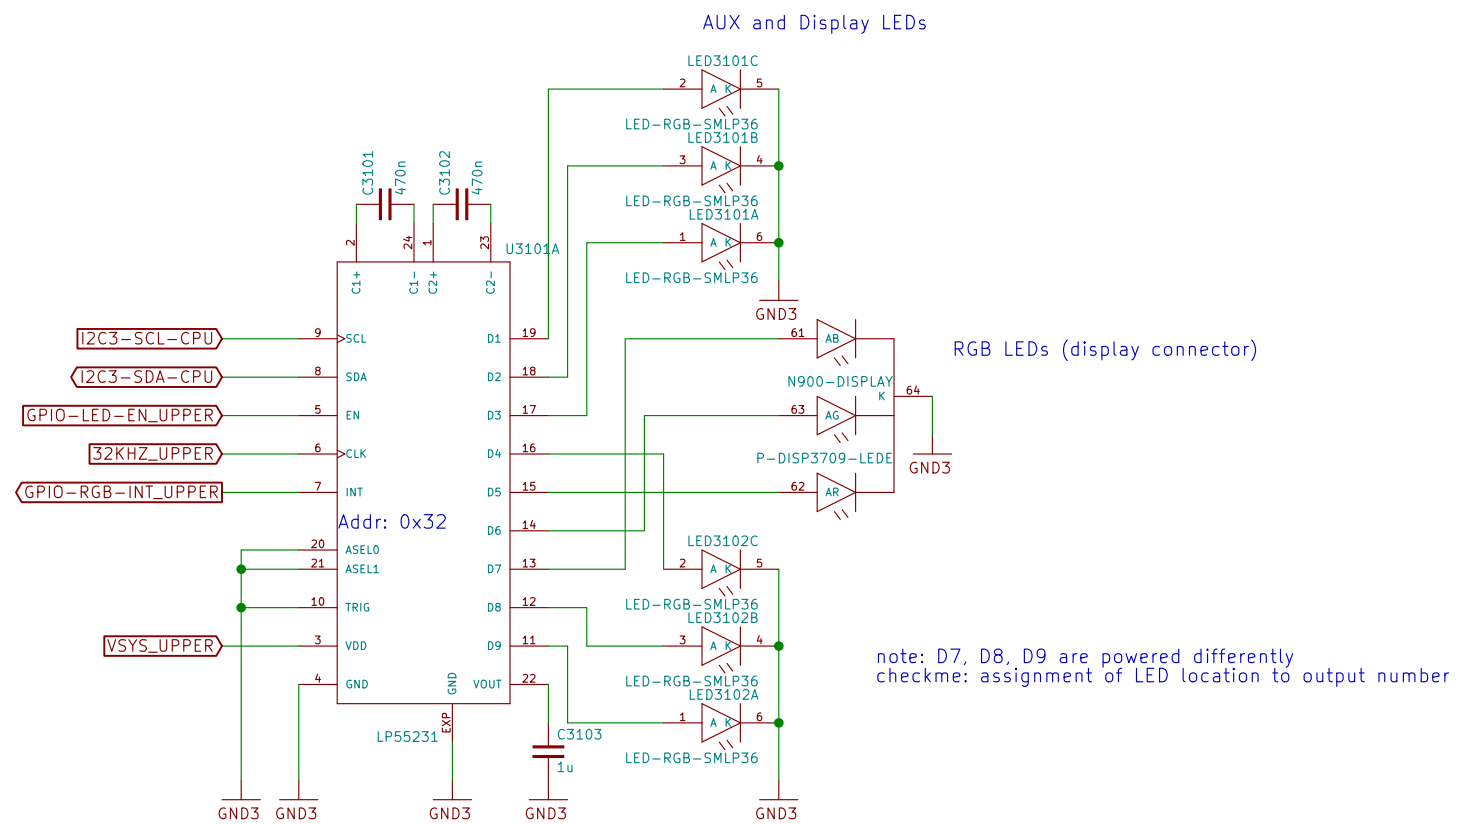 AUX and Display LEDs
LED3101C
2 A K 5
LED-RGB-SMLP36
LED3101B
3 A K 4
LED-RGB-SMLP36
LED3101A
1 A K 6
LED-RGB-SMLP36
GND3
C3101
470n
C3102
470n
2
24
1
23
U3101A
C1+
C1-
C2+
C2-
I2C3-SCL-CPU 9 SCL D1 19
I2C3-SDA-CPU 8 SDA D2 18
GPIO-LED-EN_UPPER 5 EN D3 17
32KHZ_UPPER 6 CLK D4 16
GPIO-RGB-INT_UPPER 7 INT D5 15
Addr: 0x32
D6 14
20 ASEL0
21 ASEL1 D7 13
10 TRIG D8 12
VSYS_UPPER 3 VDD D9 11
4 GND GND VOUT 22
EXP
LP55231
C3103
1u
61 AB
RGB LEDs (display connector)
N900-DISPLAY
K 64
63 AG
P-DISP3709-LEDE
GND3
62 AR
LED3102C
2 A K 5
LED-RGB-SMLP36
LED3102B
3 A K 4
LED-RGB-SMLP36
LED3102A
1 A K 6
LED-RGB-SMLP36
note: D7, D8, D9 are powered differently
checkme: assignment of LED location to output number
GND3 GND3 GND3 GND3 GND3